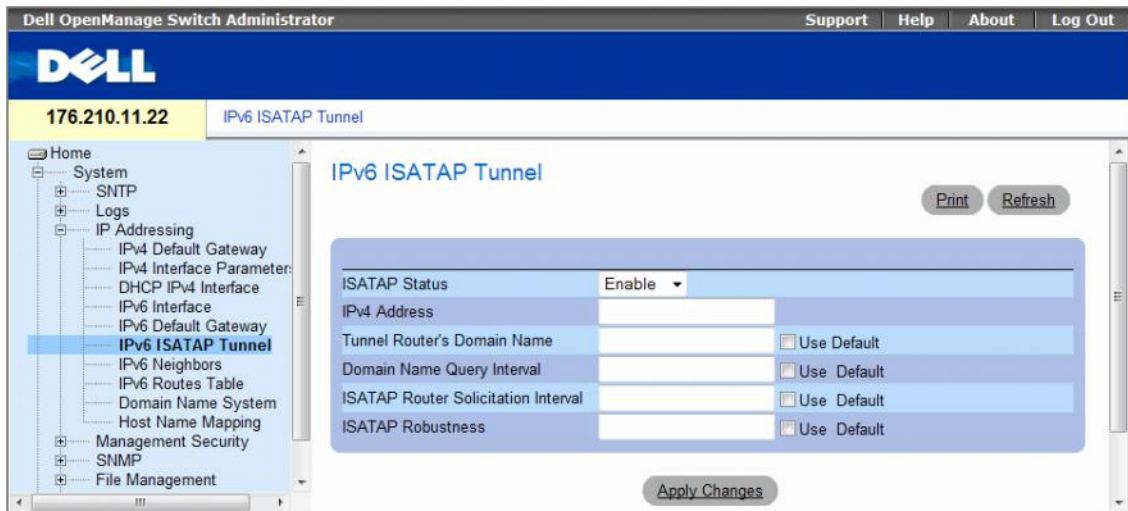 Dell OpenManage Switch Administrator
Support
Help
About
Log Out
DELL
176.210.11.22
IPv6 ISATAP Tunnel
Home
System
SNTP
Logs
IP Addressing
IPv4 Default Gateway
IPv4 Interface Parameter
DHCP IPv4 Interface
IPv6 Interface
IPv6 Default Gateway
IPv6 ISATAP Tunnel
IPv6 Neighbors
IPv6 Routes Table
Domain Name System
Host Name Mapping
Management Security
SNMP
File Management
IPv6 ISATAP Tunnel
Print
Refresh
ISATAP Status Enable
IPv4 Address
Tunnel Router's Domain Name Use Default
Domain Name Query Interval Use Default
ISATAP Router Solicitation Interval Use Default
ISATAP Robustness Use Default
Apply Changes